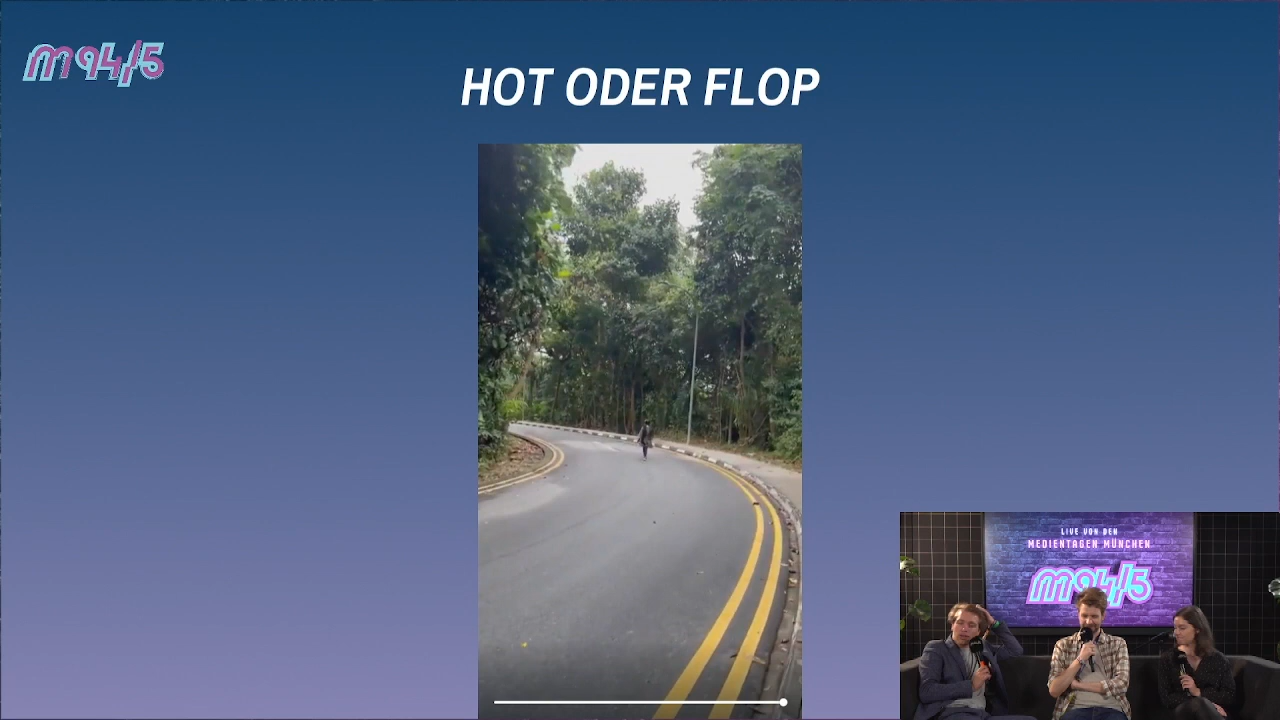 M94/5
HOT ODER FLOP
LIVE VON DEN
MEDIENTAGEN MÜNCHEN
M94/5